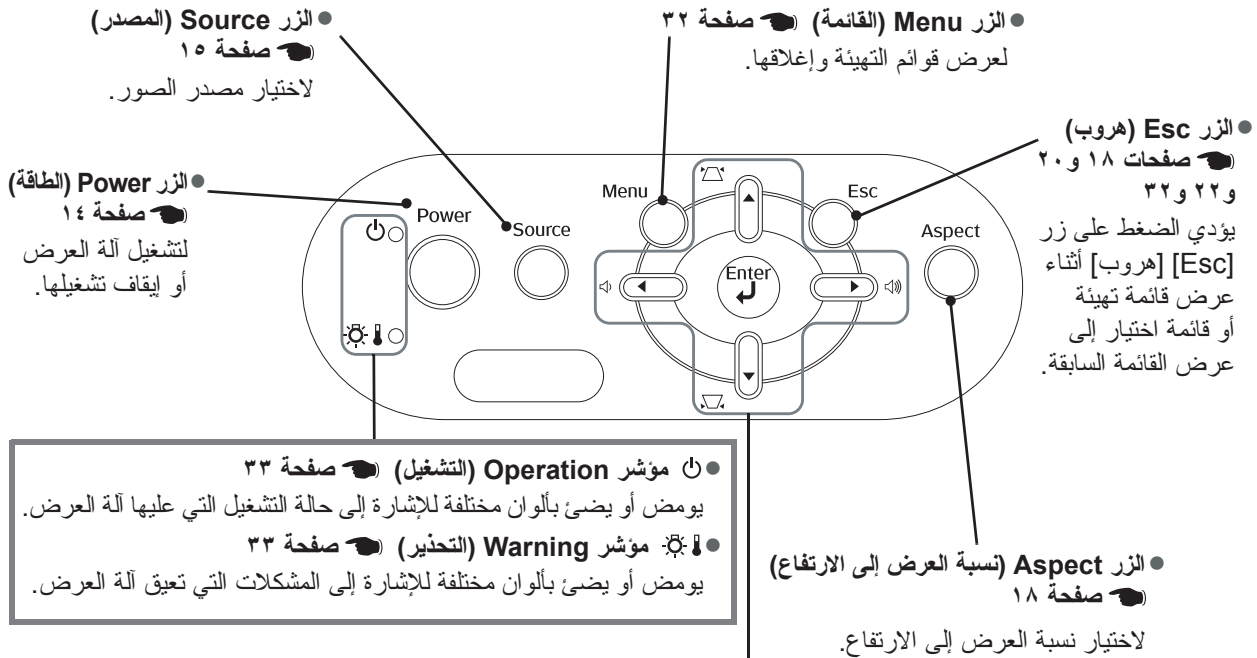 ● الزر Source (المصدر)
☚ صفحة ١٥
لاختيار مصدر الصور.
● الزر Menu (القائمة) ☚ صفحة ٣٢
لعرض قوائم التهيئة وإغلاقها.
● الزر Esc (هروب)
☚ صفحات ١٨ و٢٠
و٢٢ و٣٢
يؤدي الضغط على زر
[Esc] [هروب] أثناء
عرض قائمة تهيئة
أو قائمة اختيار إلى
عرض القائمة السابقة.
● الزر Power (الطاقة)
☚ صفحة ١٤
لتشغيل آلة العرض
أو إيقاف تشغيلها.
Power
Source
Menu
Esc
Aspect
Enter
● مؤشر Operation (التشغيل) ☚ صفحة ٣٣
يومض أو يضئ بألوان مختلفة للإشارة إلى حالة التشغيل التي عليها آلة العرض.
● مؤشر Warning (التحذير) ☚ صفحة ٣٣
يومض أو يضئ بألوان مختلفة للإشارة إلى المشكلات التي تعيق آلة العرض.
● الزر Aspect (نسبة العرض إلى الارتفاع)
☚ صفحة ١٨
لاختيار نسبة العرض إلى الارتفاع.